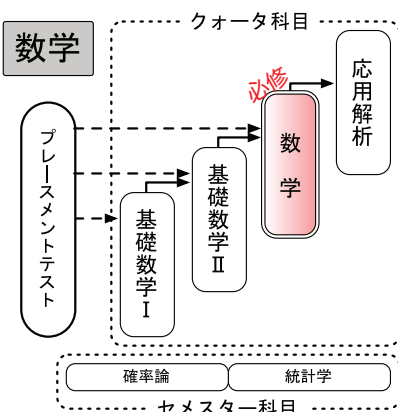 クォータ科目
数学
プレースメントテスト
基礎数学Ⅰ
基礎数学Ⅱ
必修
数学
応用解析
確率論
統計学
セメスター科目